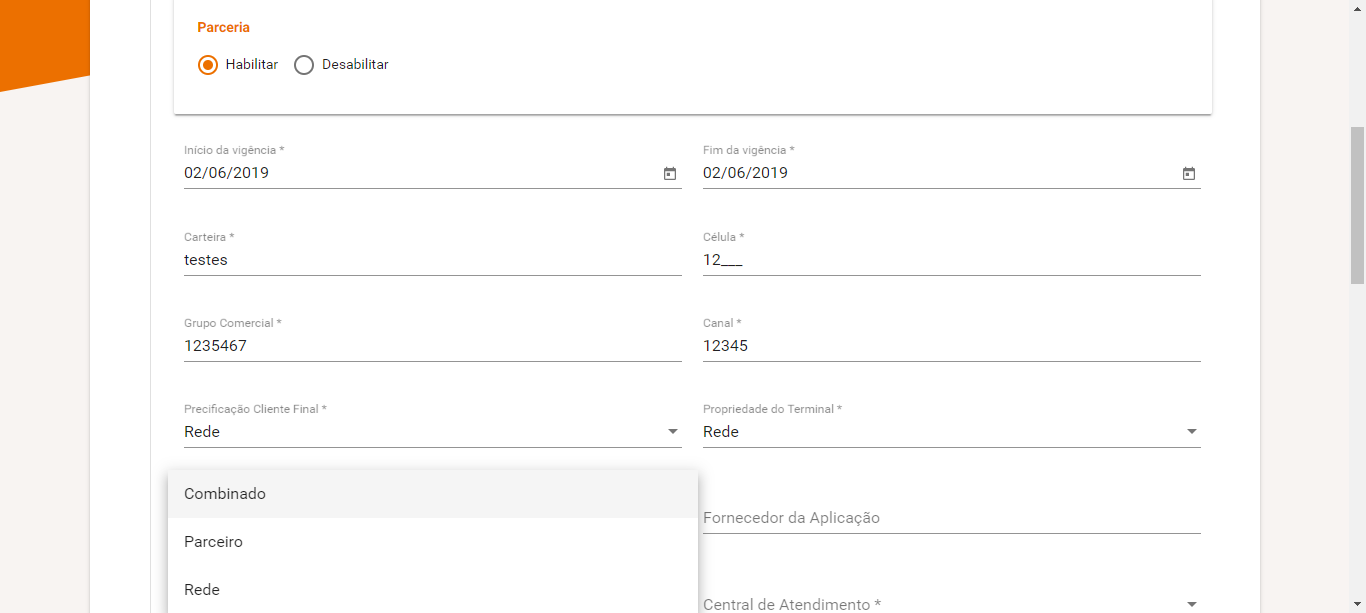 Parceria
Habilitar Desabilitar
Início da vigência *
02/06/2019
Fim da vigência *
02/06/2019
Carteira *
testes
Célula *
12___
Grupo Comercial *
1235467
Canal *
12345
Precificação Cliente Final *
Rede
Propriedade do Terminal *
Rede
Combinado
Parceiro
Rede
Fornecedor da Aplicação
Central de Atendimento *